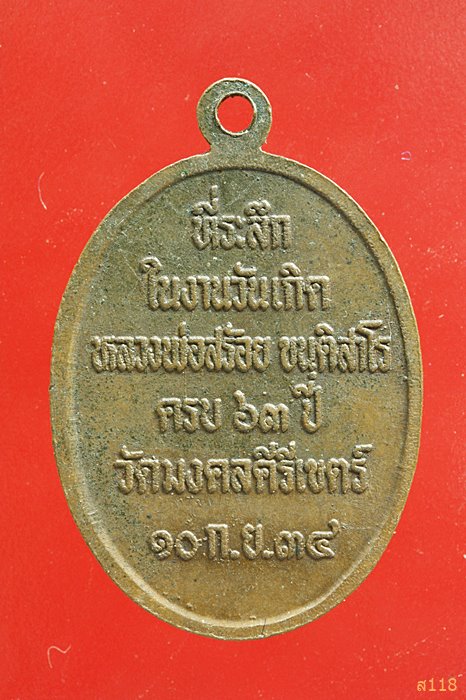 ที่ระลึก
ในงานวันเกิด
หลวงพ่อสร้อย ขนฺติสาโร
ครบ ๖๓ ปี
วัดมงคลคีรีเขตร์
๑๐ ก.ย.๓๔
ส118